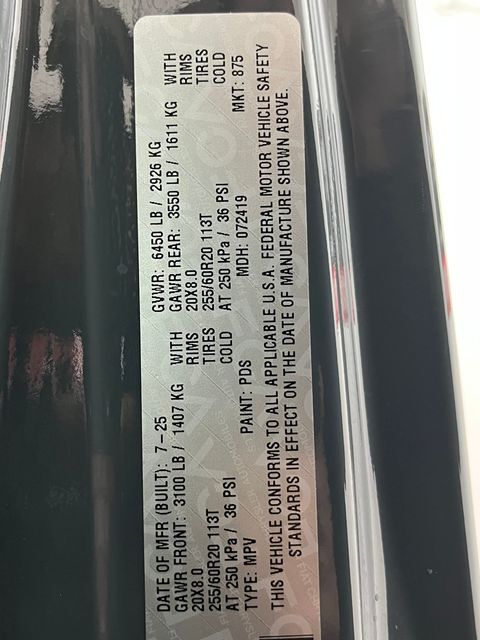 DATE OF MFR (BUILT): 7-25 GVWR: 6450 LB / 2926 KG
GAWR FRONT: 3100 LB / 1407 KG WITH GAWR REAR: 3550 LB / 1611 KG WITH
20X8.0 RIMS 20X8.0 RIMS
255/60R20 113T TIRES 255/60R20 113T TIRES
AT 250 kPa / 36 PSI COLD AT 250 kPa / 36 PSI COLD
TYPE: MPV PAINT: PDS MDH: 072419 MKT: 875
THIS VEHICLE CONFORMS TO ALL APPLICABLE U.S.A. FEDERAL MOTOR VEHICLE SAFETY
STANDARDS IN EFFECT ON THE DATE OF MANUFACTURE SHOWN ABOVE.